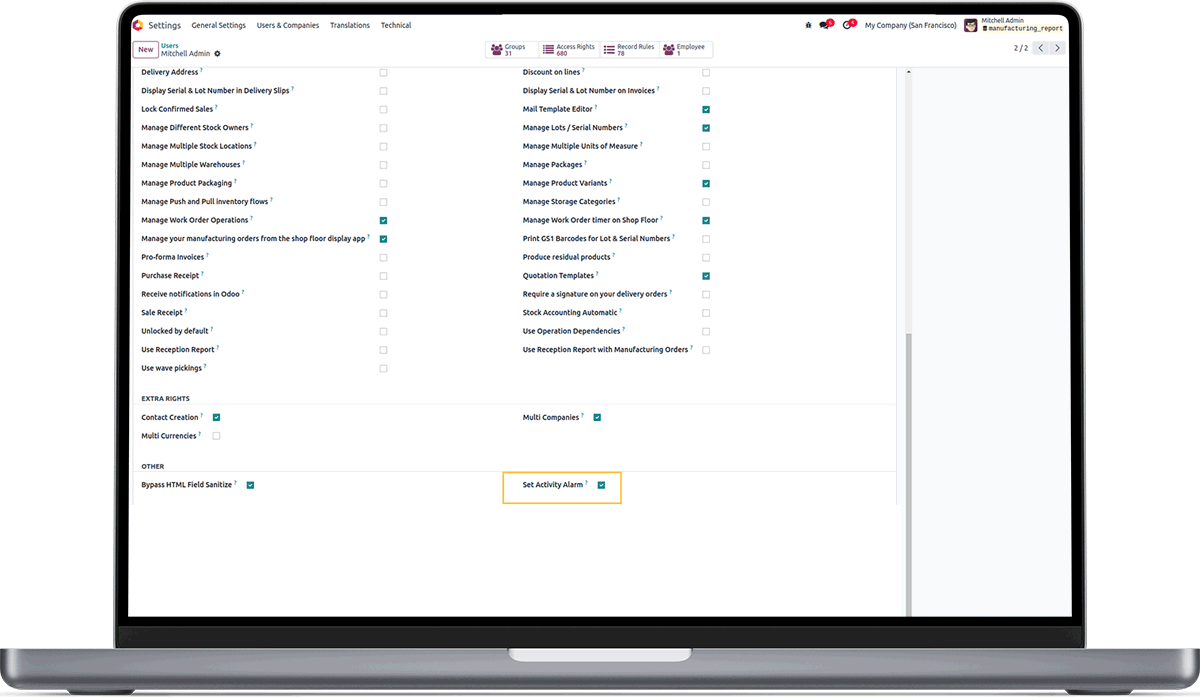 Settings General Settings Users & Companies Translations Technical 5 4 My Company (San Francisco) Mitchell Admin
manufacturing_report
New Users
Mitchell Admin
Groups 31 Access Rights 680 Record Rules 78 Employee 1 2 / 2
Delivery Address ? Discount on lines ?
Display Serial & Lot Number in Delivery Slips ? Display Serial & Lot Number on Invoices ?
Lock Confirmed Sales ? Mail Template Editor ?
Manage Different Stock Owners ? Manage Lots / Serial Numbers ?
Manage Multiple Stock Locations ? Manage Multiple Units of Measure ?
Manage Multiple Warehouses ? Manage Packages ?
Manage Product Packaging ? Manage Product Variants ?
Manage Push and Pull inventory flows ? Manage Storage Categories ?
Manage Work Order Operations ? Manage Work Order timer on Shop Floor ?
Manage your manufacturing orders from the shop floor display app ? Print GS1 Barcodes for Lot & Serial Numbers ?
Pro-forma Invoices ? Produce residual products ?
Purchase Receipt ? Quotation Templates ?
Receive notifications in Odoo ? Require a signature on your delivery orders ?
Sale Receipt ? Stock Accounting Automatic ?
Unlocked by default ? Use Operation Dependencies ?
Use Reception Report ? Use Reception Report with Manufacturing Orders ?
Use wave pickings ?
EXTRA RIGHTS
Contact Creation ? Multi Companies ?
Multi Currencies ?
OTHER
Bypass HTML Field Sanitize ? Set Activity Alarm ?